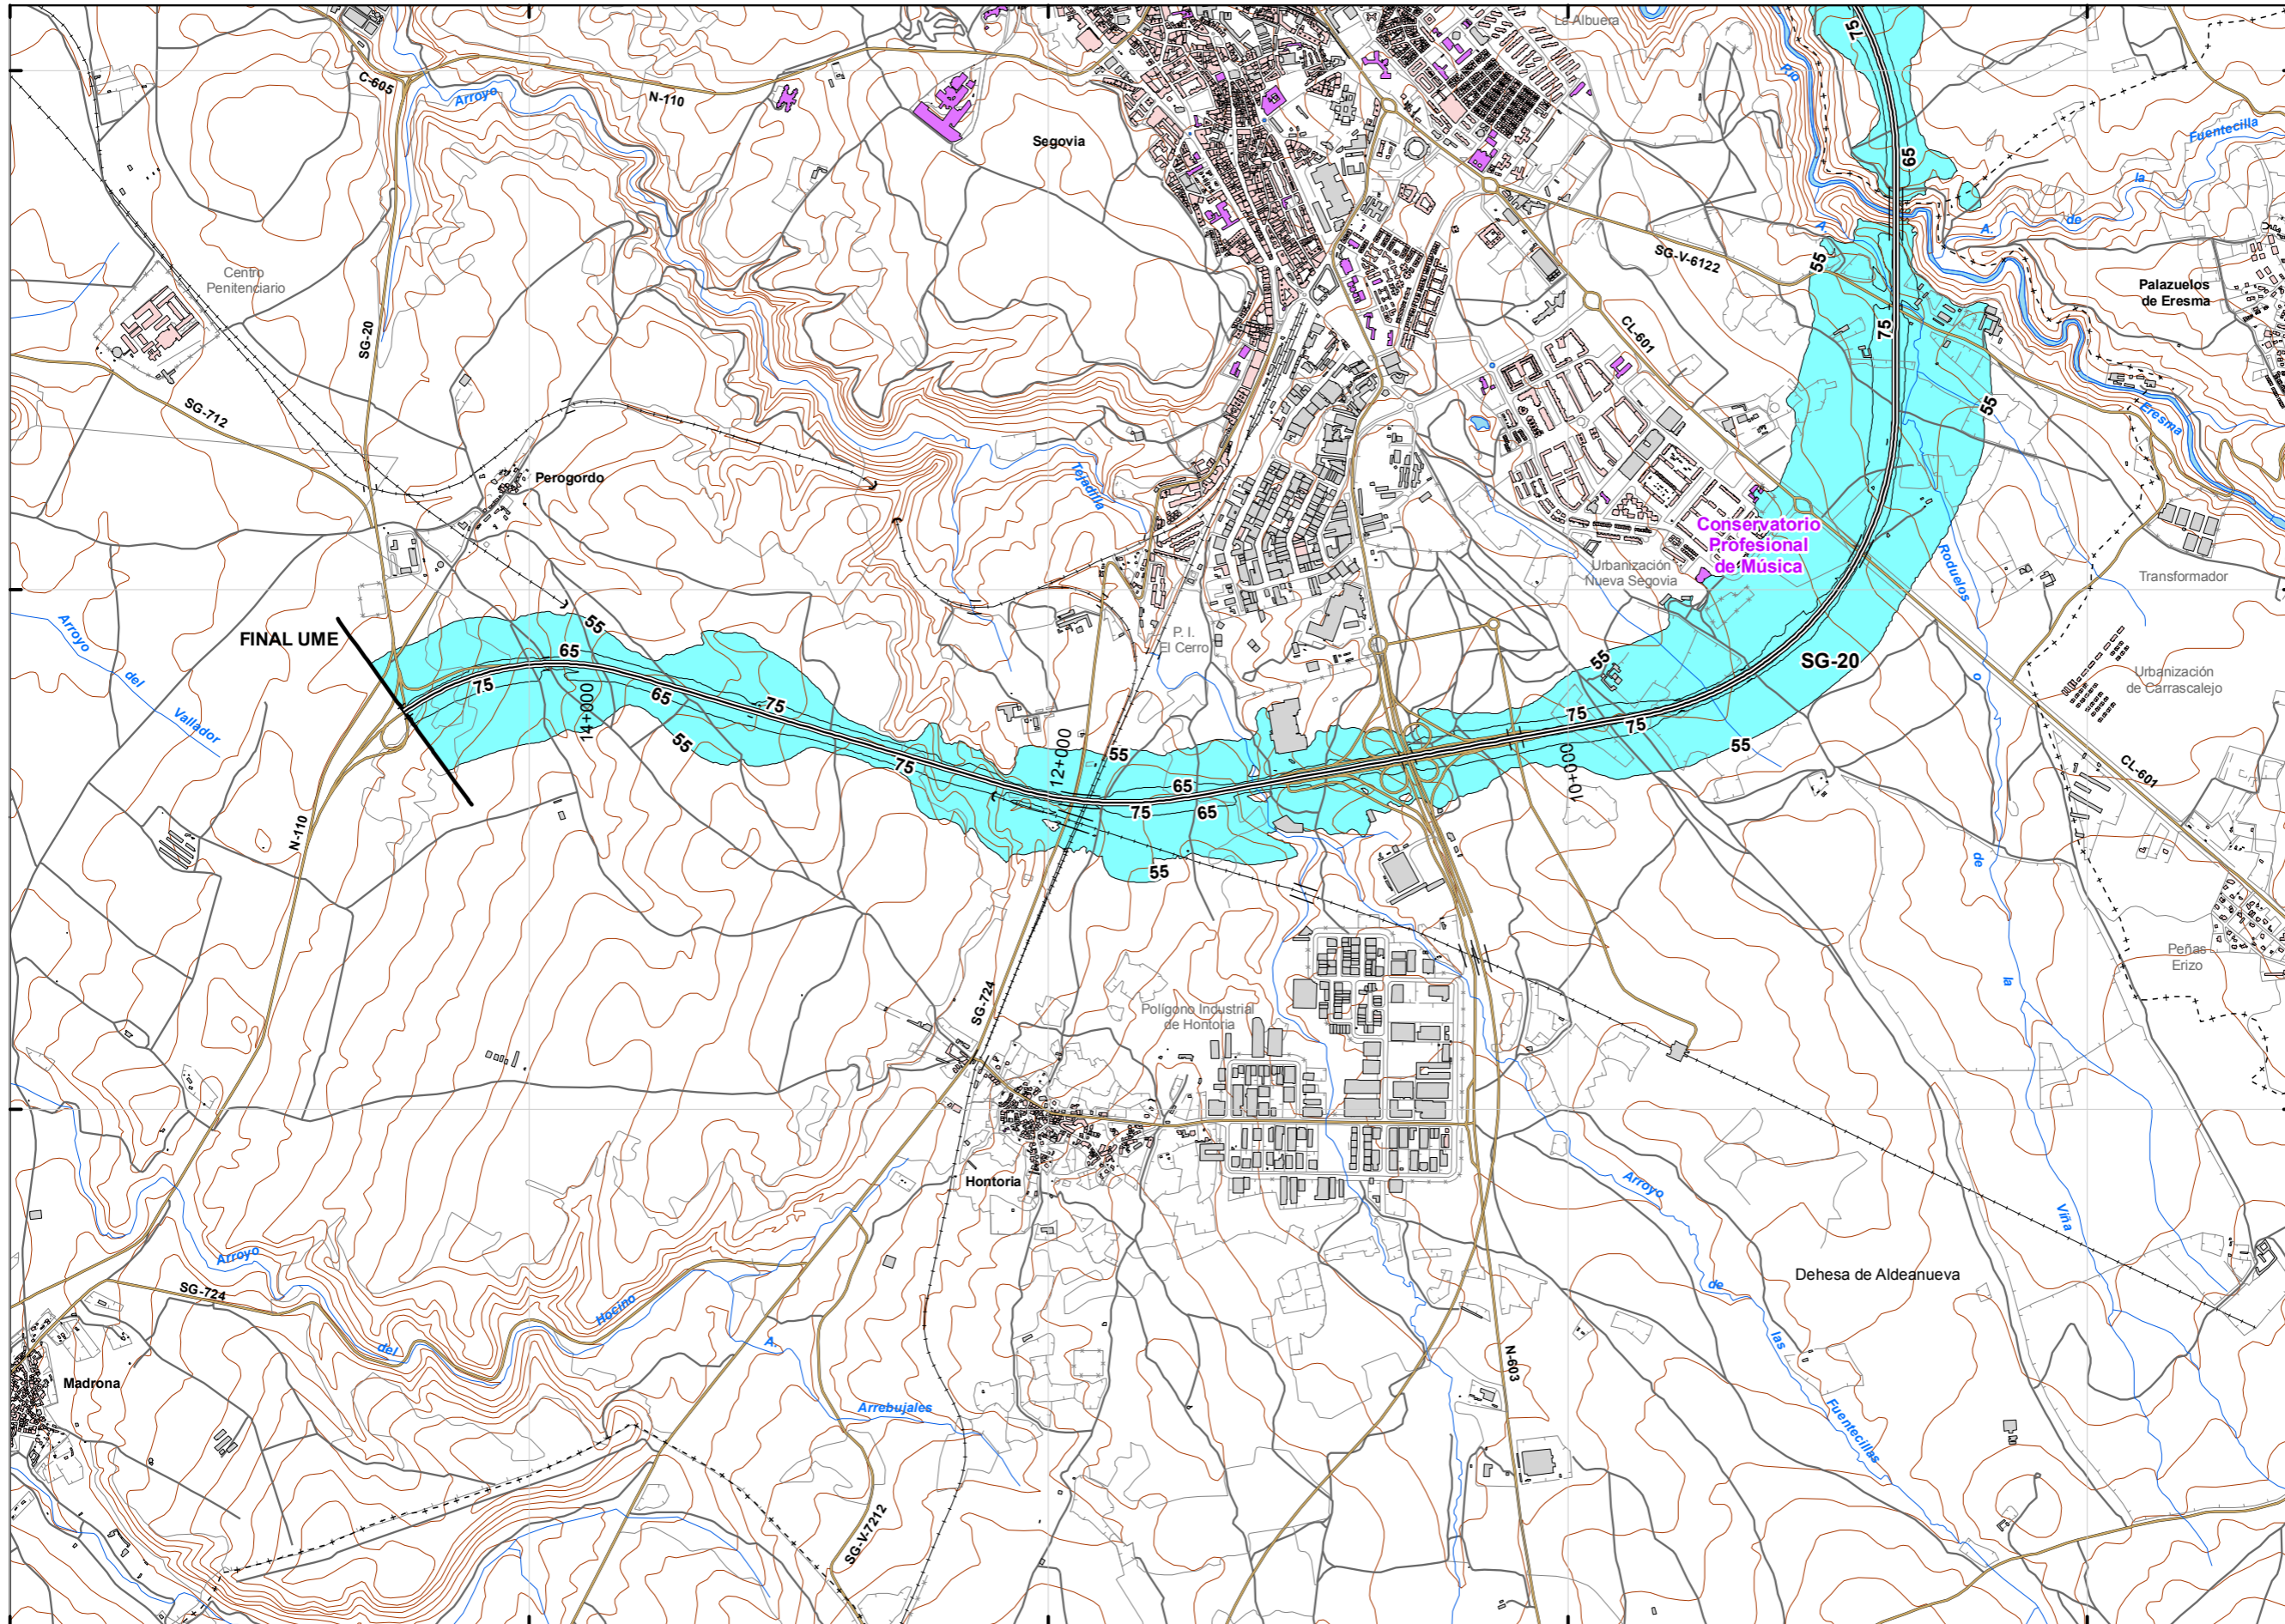 La Albuera
75
C-605
Arroyo
N-110
Río
Fuentecilla
Segovia
65
la
de
A.
A.
SG-V-6122
55
Centro
Penitenciario
Palazuelos
de Eresma
SG-20
75
CL-601
SG-712
55
Eresma
Perogordo
Tejadilla
Conservatorio
Profesional
de Música
Urbanización
Nueva Segovia
Roduelos
Transformador
Arroyo
del
Vallador
FINAL UME
55
P. I.
El Cerro
65
75
65
75
14+000
55
55
SG-20
o
Urbanización
de Carrascalejo
75
75
55
12+000
55
10+000
75
65
75
65
CL-601
N-110
55
de
la
Peñas
Erizo
SG-724
Polígono Industrial
de Hontoria
Hontoria
Arroyo
Viña
Arroyo
del
Hocino
SG-724
de
las
Dehesa de Aldeanueva
A.
Madrona
N-603
Arrebujales
Fuentecillas
SG-V-7212